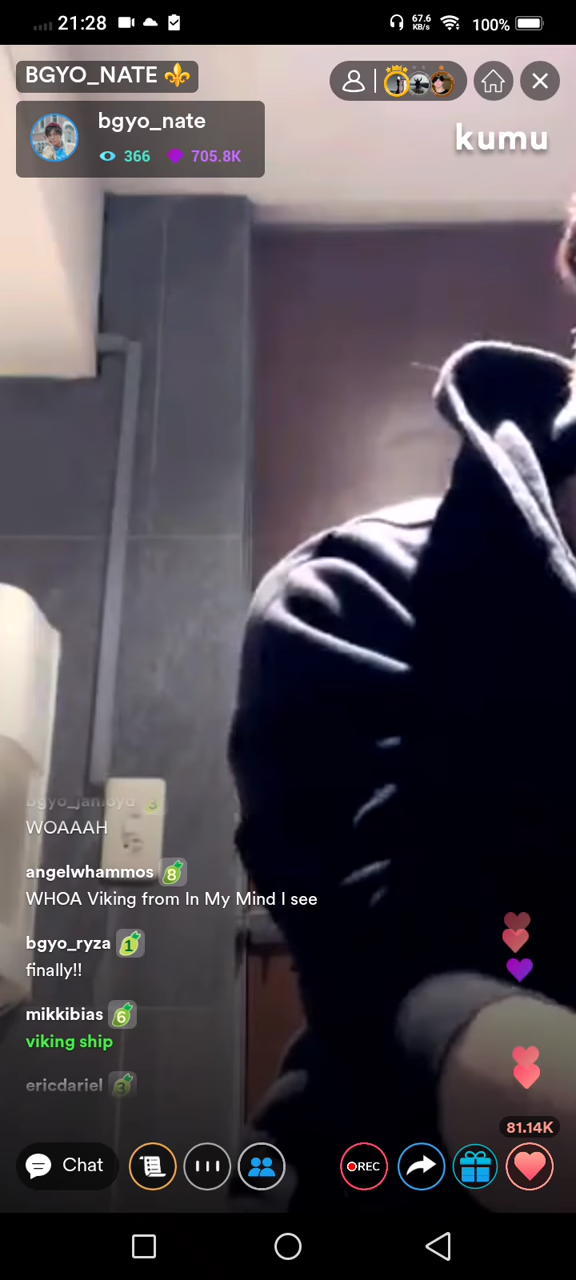 21:28
67.6
KB/s
100%
BGYO_NATE ⚜️
bgyo_nate
366
705.8K
kumu
3
WOAAAH
angelwhammos 8
WHOA Viking from In My Mind I see
bgyo_ryza 1
finally!!
mikkibias 6
viking ship
ericdariel 3
81.14K
Chat
REC